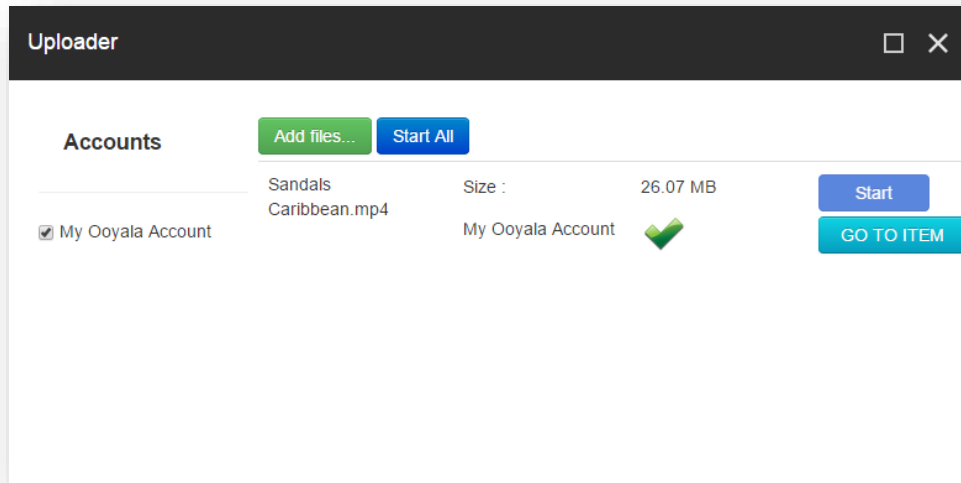 Uploader
Accounts
Add files...
Start All
Sandals
Caribbean.mp4
Size :
26.07 MB
Start
My Ooyala Account
My Ooyala Account
GO TO ITEM